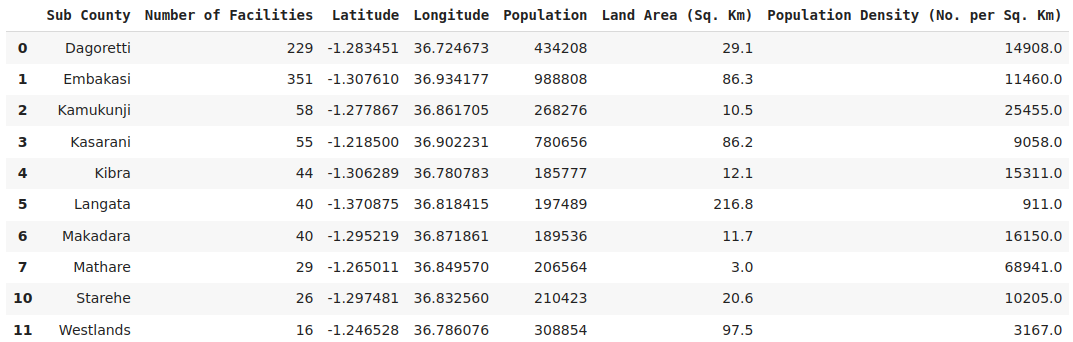 Sub County Number of Facilities Latitude Longitude Population Land Area (Sq. Km) Population Density (No. per Sq. Km)
0 Dagoretti 229 -1.283451 36.724673 434208 29.1 14908.0
1 Embakasi 351 -1.307610 36.934177 988808 86.3 11460.0
2 Kamukunji 58 -1.277867 36.861705 268276 10.5 25455.0
3 Kasarani 55 -1.218500 36.902231 780656 86.2 9058.0
4 Kibra 44 -1.306289 36.780783 185777 12.1 15311.0
5 Langata 40 -1.370875 36.818415 197489 216.8 911.0
6 Makadara 40 -1.295219 36.871861 189536 11.7 16150.0
7 Mathare 29 -1.265011 36.849570 206564 3.0 68941.0
10 Starehe 26 -1.297481 36.832560 210423 20.6 10205.0
11 Westlands 16 -1.246528 36.786076 308854 97.5 3167.0